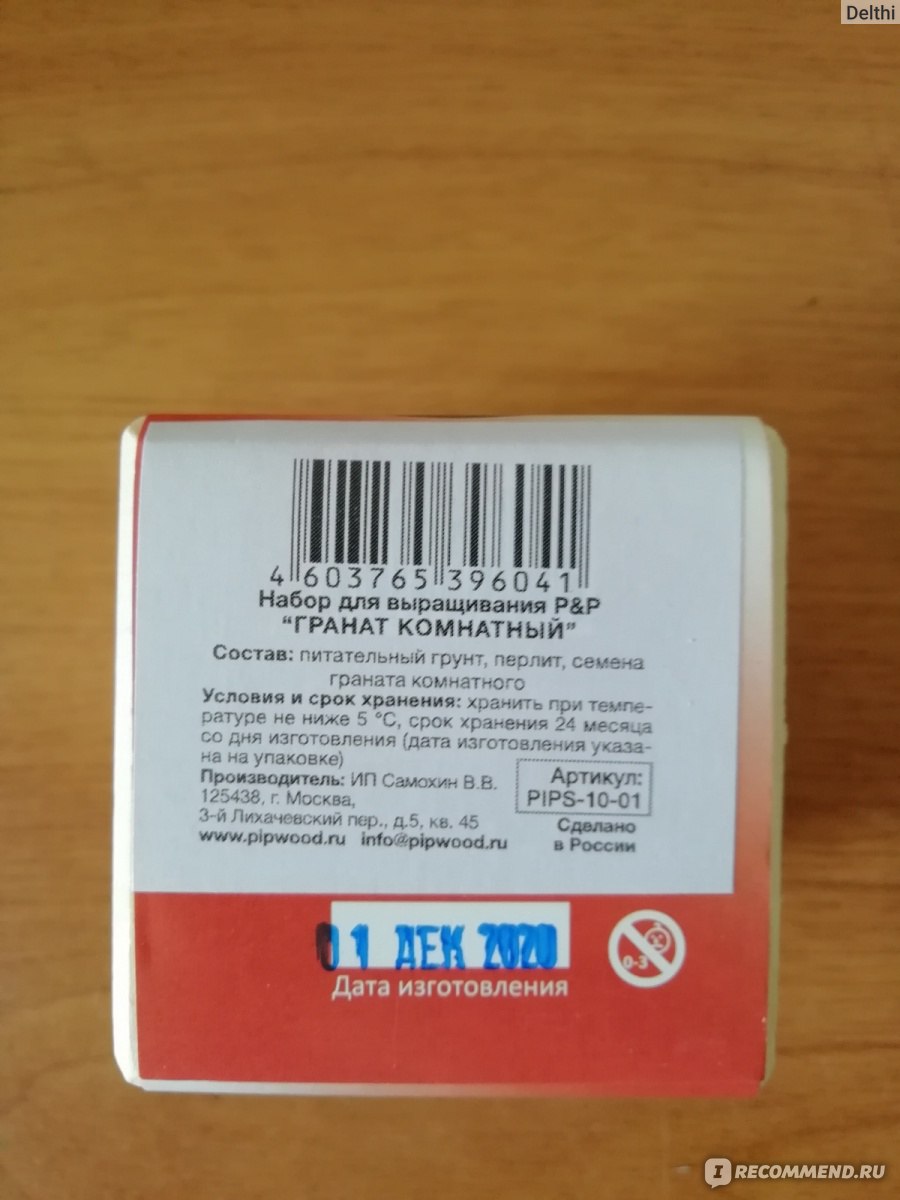 Delthi
4 603765 396041
Набор для выращивания P&P
“ГРАНАТ КОМНАТНЫЙ”
Состав: питательный грунт, перлит, семена
граната комнатного
Условия и срок хранения: хранить при темпе-
ратуре не ниже 5 °C, срок хранения 24 месяца
со дня изготовления (дата изготовления указа-
на на упаковке)
Производитель: ИП Самохин В.В.
125438, г. Москва,
3-й Лихачевский пер., д.5, кв. 45
www.pipwood.ru info@pipwood.ru
Артикул:
PIPS-10-01
Сделано
в России
01 ДЕК 2020
Дата изготовления
0-3
IRECOMMEND.RU